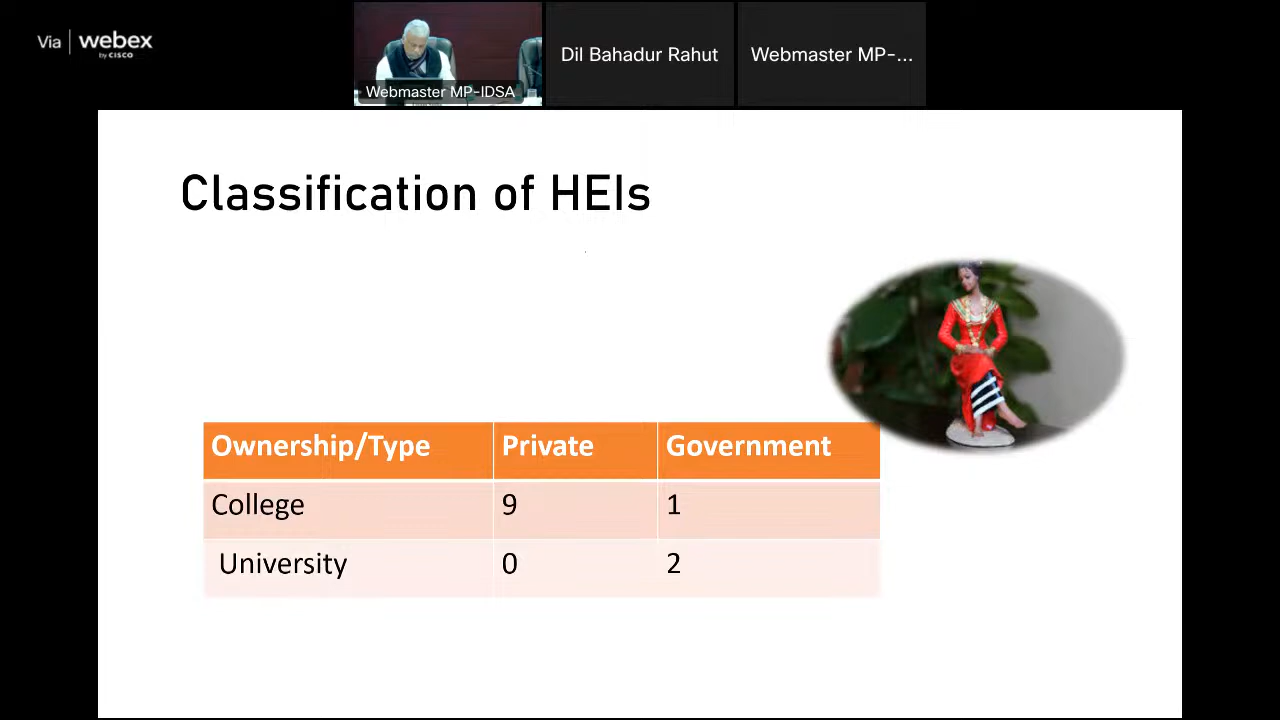 Via webex
by CISCO
Webmaster MP-IDSA
Dil Bahadur Rahut
Webmaster MP-...
Classification of HEIs
Ownership/Type Private Government
College 9 1
University 0 2